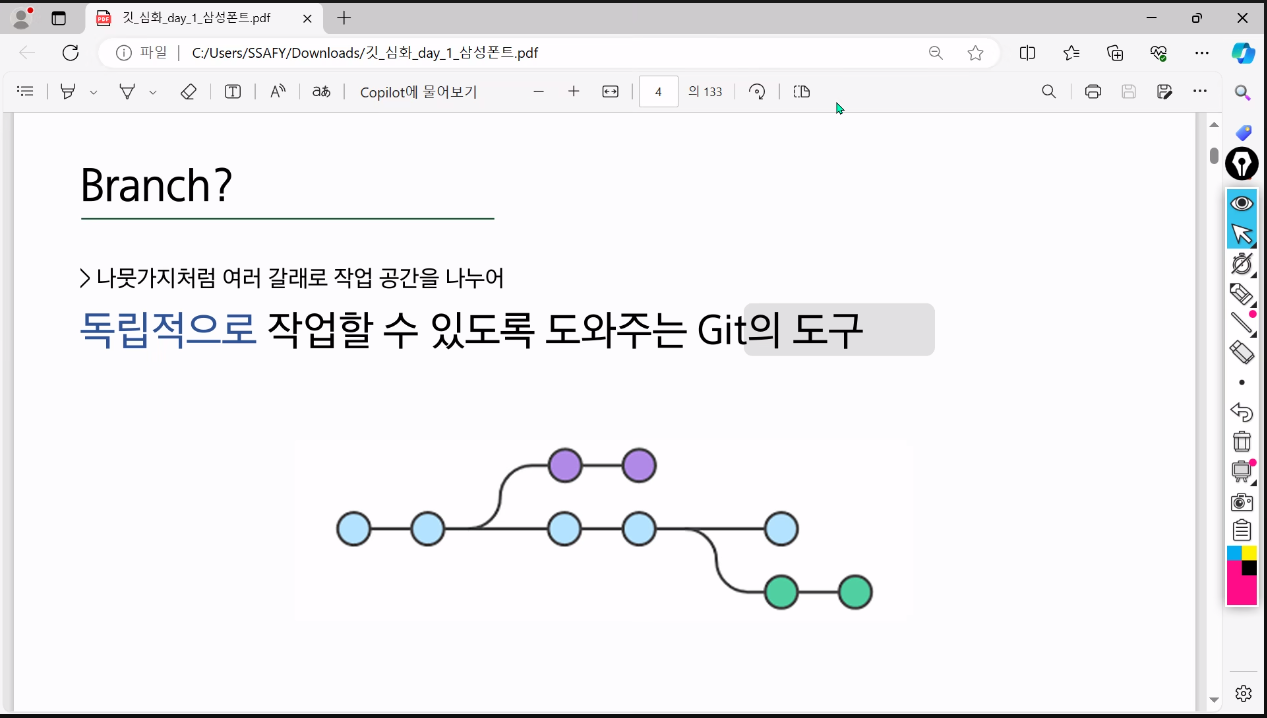 깃_심화_day_1_삼성폰트.pdf
파일
C:/Users/SSAFY/Downloads/깃_심화_day_1_삼성폰트.pdf
Copilot에 물어보기
4 의 133
Branch?
> 나뭇가지처럼 여러 갈래로 작업 공간을 나누어
독립적으로 작업할 수 있도록 도와주는 Git의 도구